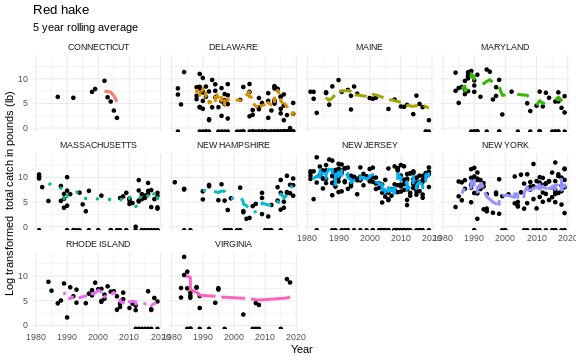 Red hake
5 year rolling average
CONNECTICUT DELAWARE MAINE MARYLAND
10
5
0
MASSACHUSETTS NEW HAMPSHIRE NEW JERSEY NEW YORK
10
5
0
1980 1990 2000 2010 2020 1980 1990 2000 2010 2020
RHODE ISLAND VIRGINIA
10
5
0
1980 1990 2000 2010 2020 1980 1990 2000 2010 2020
Log transformed total catch in pounds (lb)
Year